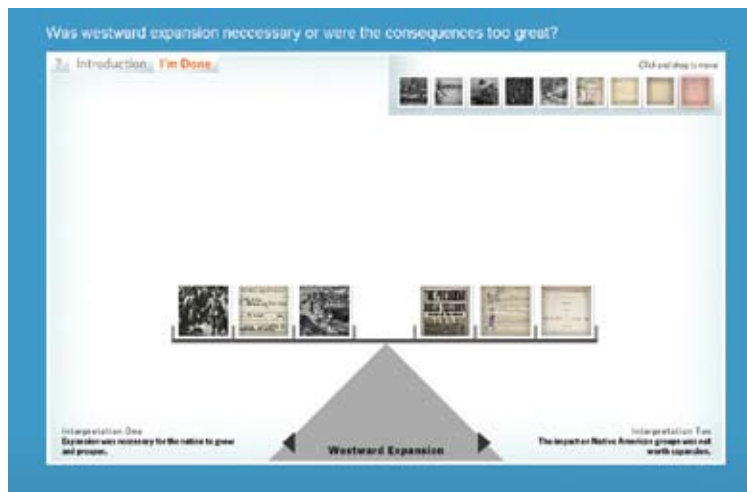 Was westward expansion neccessary or were the consequences too great?
? Introduction I'm Done
Click and drag to move
THE PRESIDENT
Interpretation One
Expansion was necessary for the nation to grow
and prosper.
Westward Expansion
Interpretation Two
The impact on Native American groups was not
worth expansion.